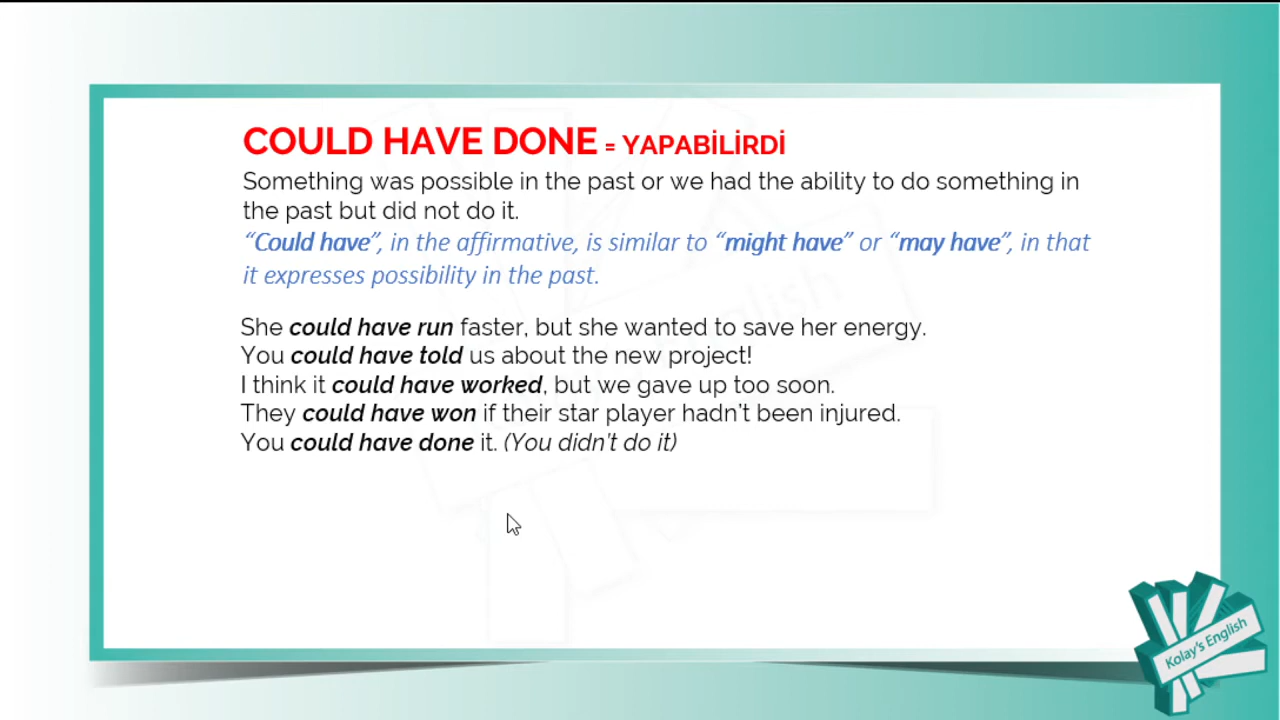 COULD HAVE DONE = YAPABİLİRDİ
Something was possible in the past or we had the ability to do something in
the past but did not do it.
“Could have”, in the affirmative, is similar to “might have” or “may have”, in that
it expresses possibility in the past.
She could have run faster, but she wanted to save her energy.
You could have told us about the new project!
I think it could have worked, but we gave up too soon.
They could have won if their star player hadn’t been injured.
You could have done it. (You didn’t do it)
Kolay's English